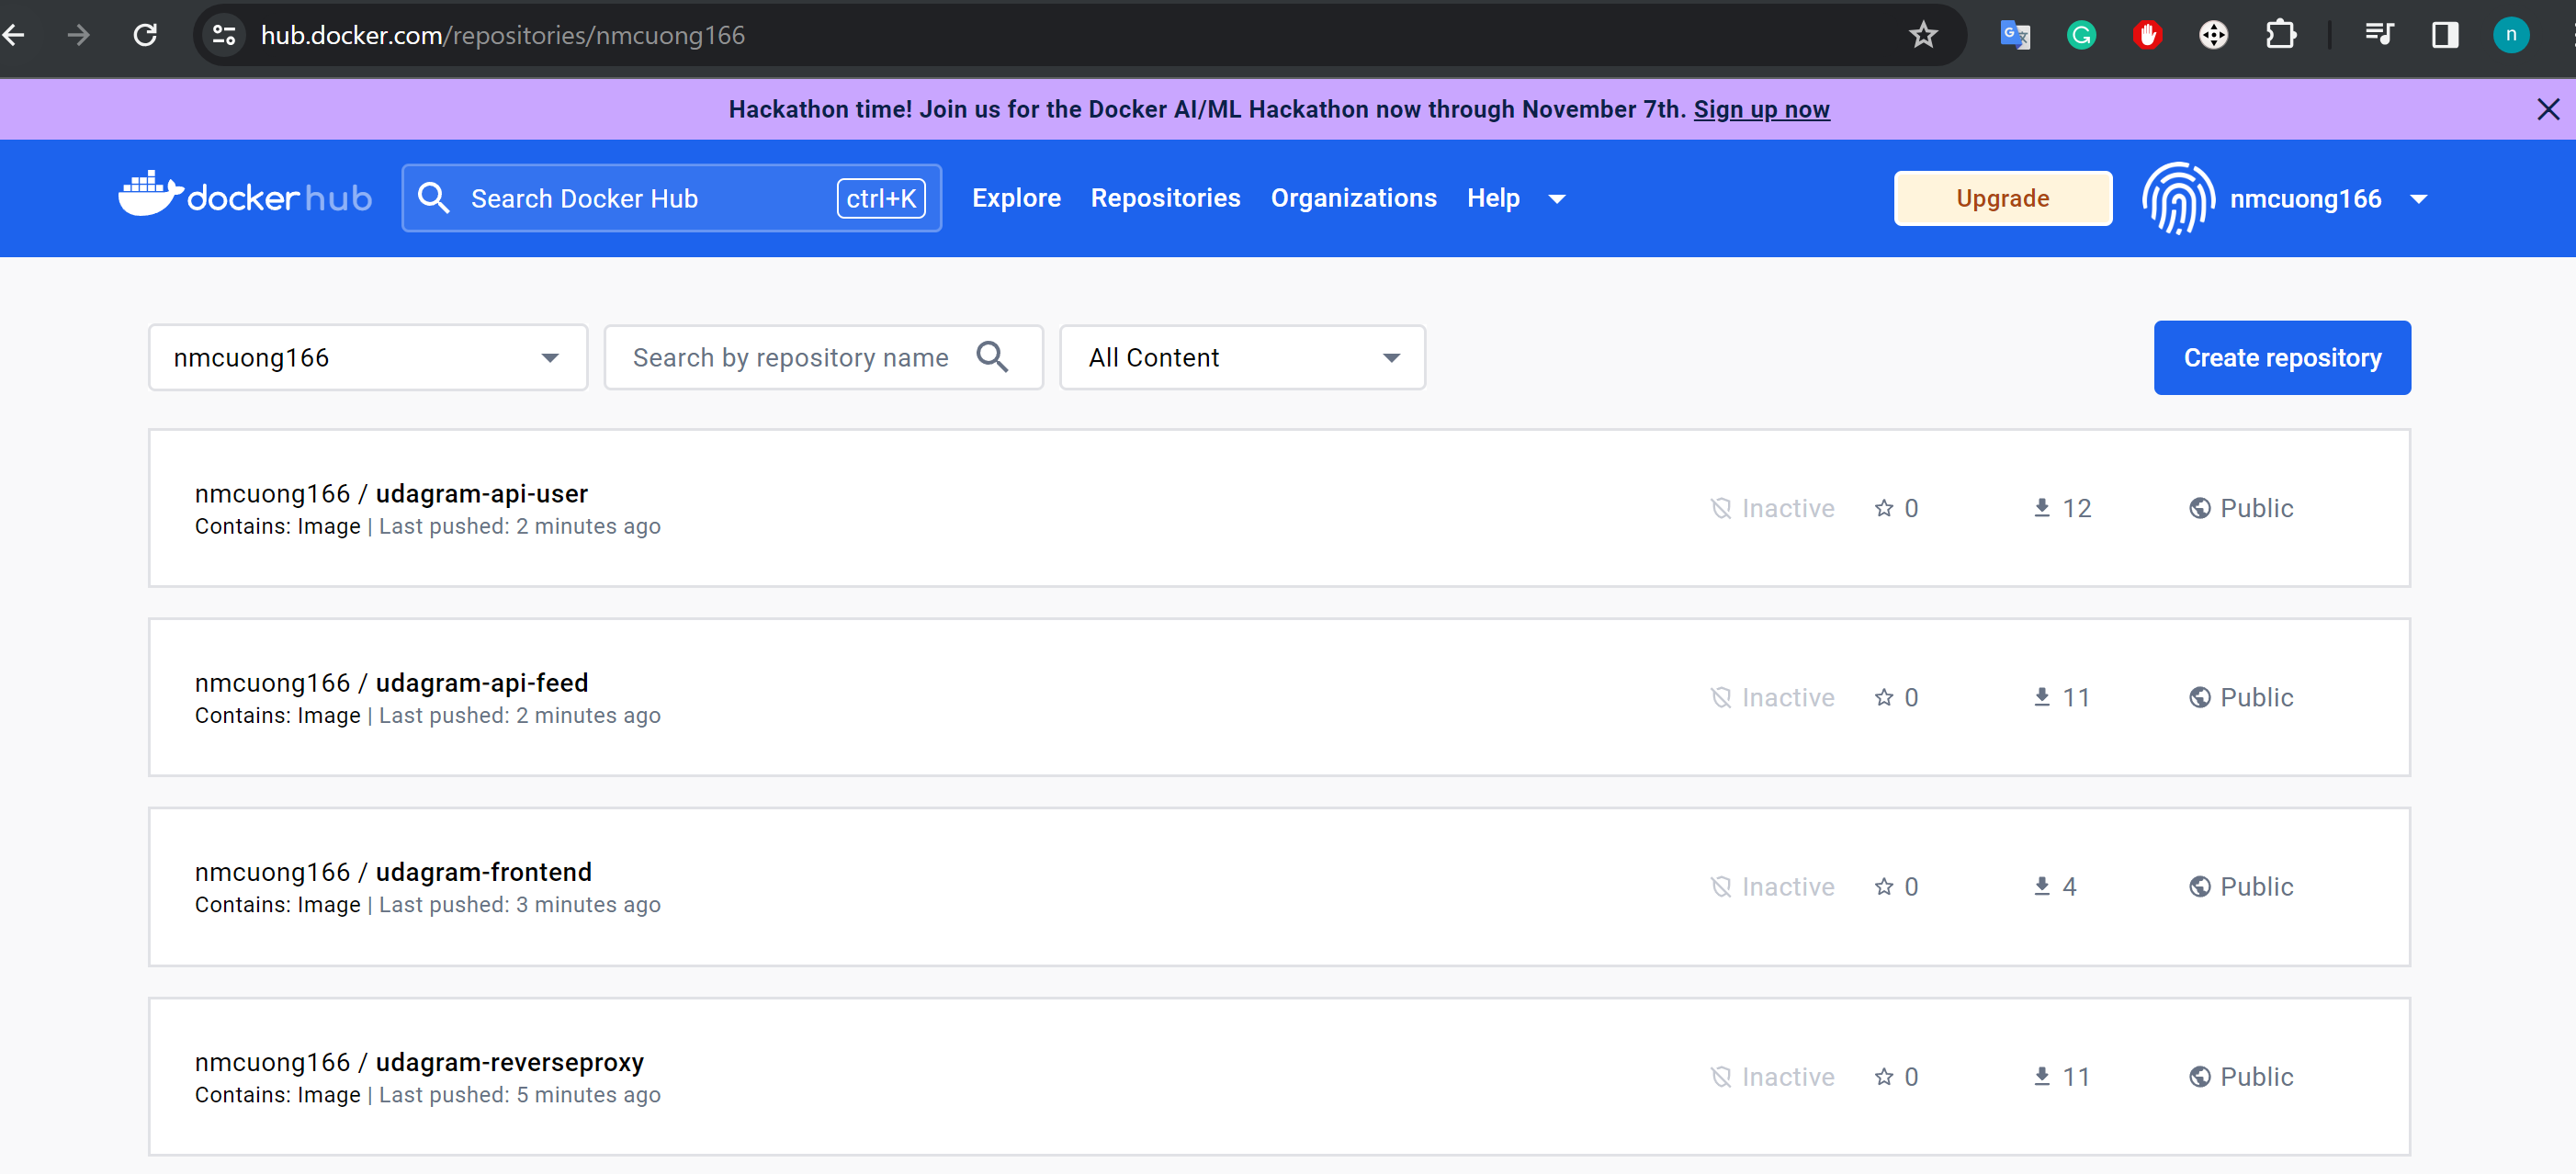 hub.docker.com/repositories/nmcuong166
n
Hackathon time! Join us for the Docker AI/ML Hackathon now through November 7th. Sign up now
dockerhub
Search Docker Hub
ctrl+K
Explore
Repositories
Organizations
Help
Upgrade
nmcuong166
nmcuong166
Search by repository name
All Content
Create repository
nmcuong166 / udagram-api-user
Contains: Image | Last pushed: 2 minutes ago
Inactive
0
12
Public
nmcuong166 / udagram-api-feed
Contains: Image | Last pushed: 2 minutes ago
Inactive
0
11
Public
nmcuong166 / udagram-frontend
Contains: Image | Last pushed: 3 minutes ago
Inactive
0
4
Public
nmcuong166 / udagram-reverseproxy
Contains: Image | Last pushed: 5 minutes ago
Inactive
0
11
Public